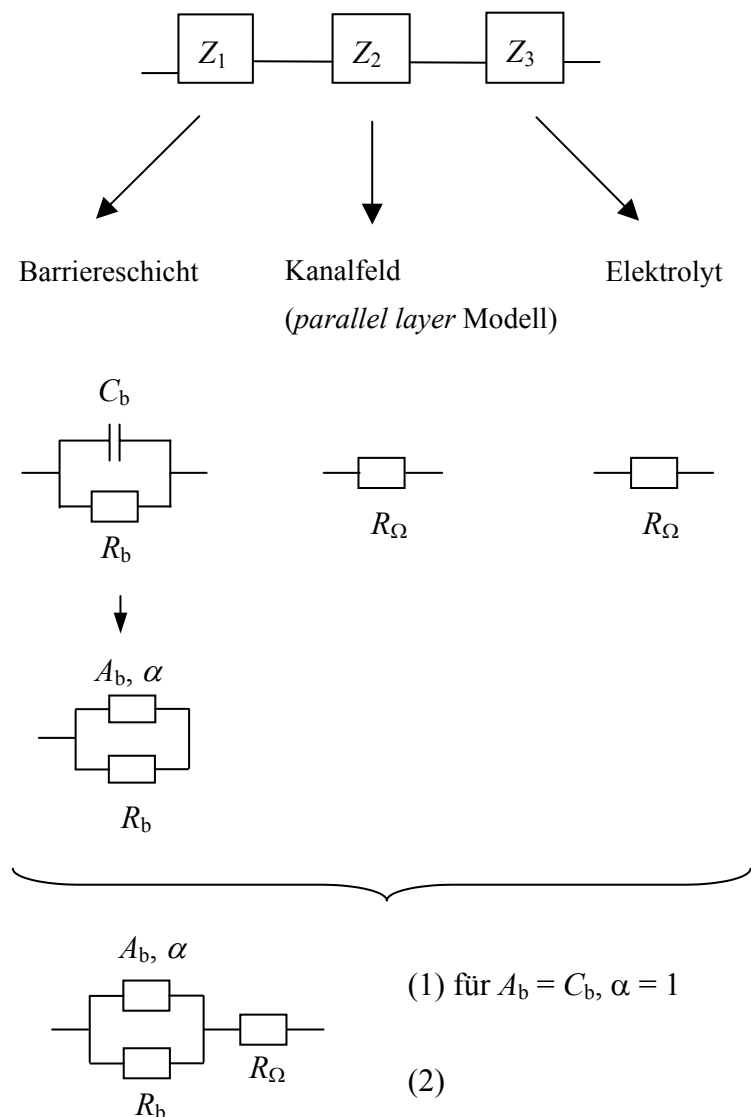 Z1 Z2 Z3
Barriereschicht Kanalfeld Elektrolyt
(parallel layer Modell)
Cb
Rb RΩ RΩ
Ab, α
Rb
Ab, α
(1) für Ab = Cb, α = 1
RΩ
Rb
(2)